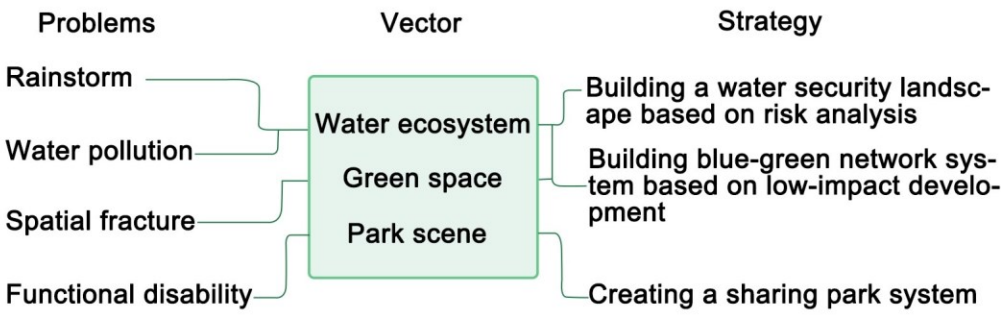 Problems
Vector
Strategy
Rainstorm
Water pollution
Spatial fracture
Functional disability
Water ecosystem
Green space
Park scene
Building a water security landsc-
ape based on risk analysis
Building blue-green network sys-
tem based on low-impact develo-
pment
Creating a sharing park system